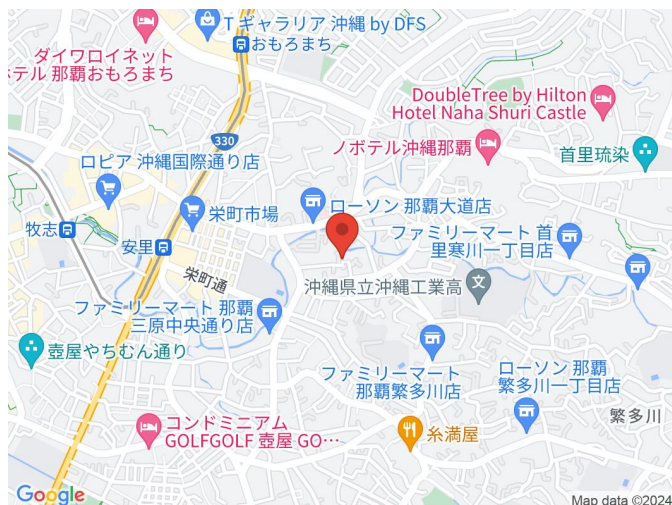 T ギャラリア 沖縄 by DFS
おもろまち
ダイワロイネット
ホテル 那覇おもろまち
DoubleTree by Hilton
Hotel Naha Shuri Castle
330
ノボテル沖縄那覇
首里琉染
ロピア 沖縄国際通り店
栄町市場
ローソン 那覇大道店
牧志
安里
ファミリーマート 首
里寒川一丁目店
栄町通
沖縄県立沖縄工業高
ファミリーマート 那覇
三原中央通り店
壺屋やちむん通り
ファミリーマート
那覇繁多川店
ローソン 那覇
繁多川一丁目店
コンドミニアム
GOLFGOLF 壺屋 GO…
糸満屋
繁多川
Google
Map data ©2024